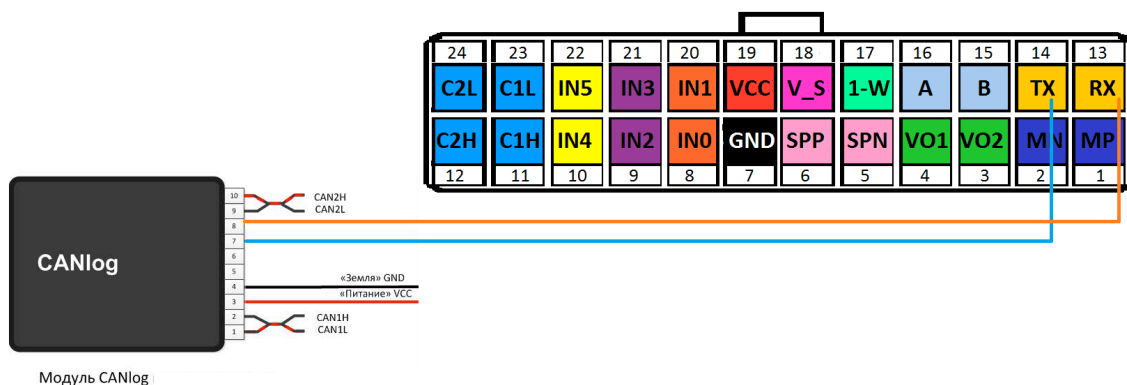 24 23 22 21 20 19 18 17 16 15 14 13
C2L C1L IN5 IN3 IN1 VCC V_S 1-W A B TX RX
C2H C1H IN4 IN2 IN0 GND SPP SPN VO1 VO2 MN MP
12 11 10 9 8 7 6 5 4 3 2 1
10 CAN2H
9 CAN2L
8
7
6
CANlog
5
4 «Земля» GND
3 «Питание» VCC
2 CAN1H
1 CAN1L
Модуль CANlog